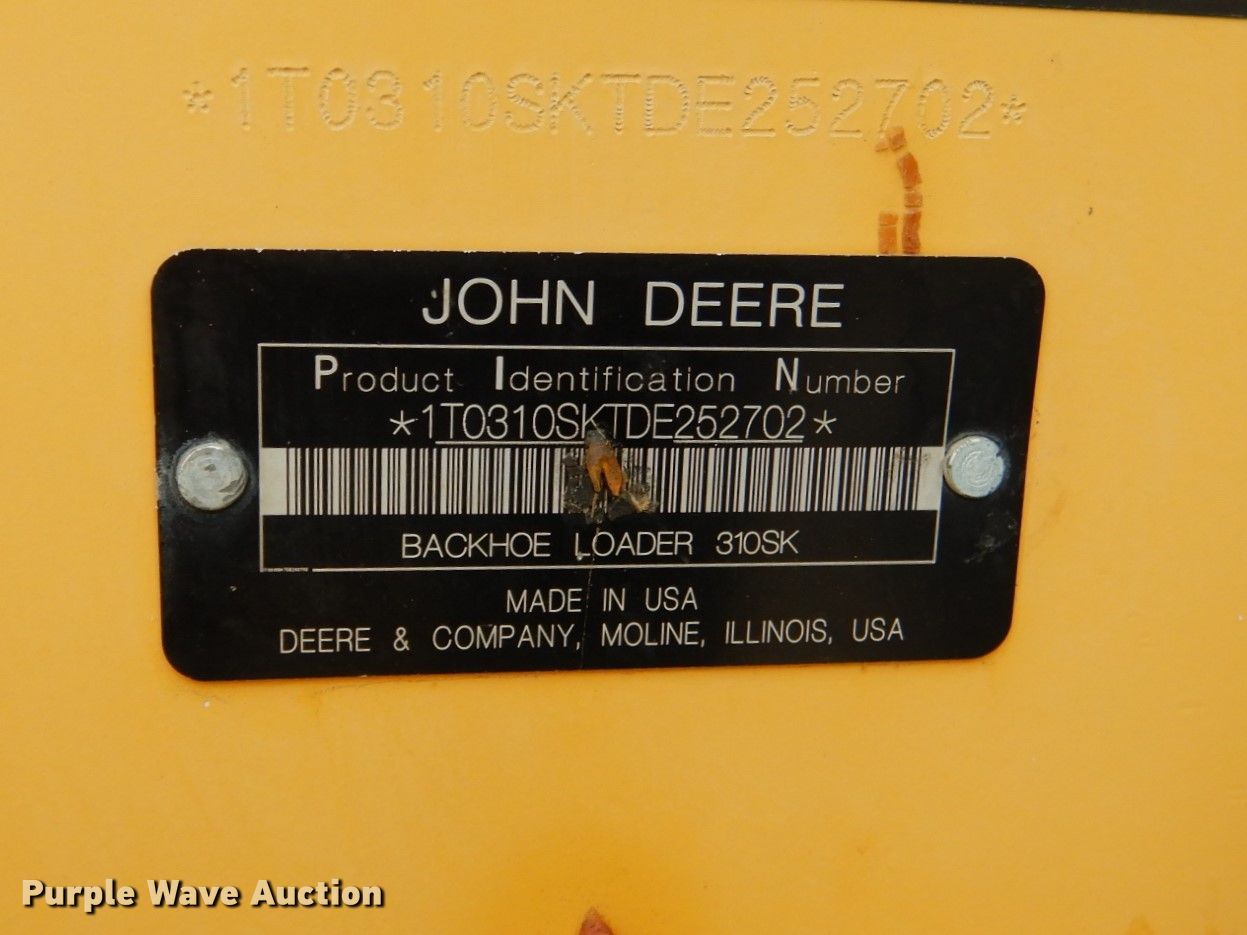 *1T0310SKTDE252702*
JOHN DEERE
Product Identification Number
*1T0310SKTDE252702*
BACKHOE LOADER 310SK
MADE IN USA
DEERE & COMPANY, MOLINE, ILLINOIS, USA
Purple Wave Auction